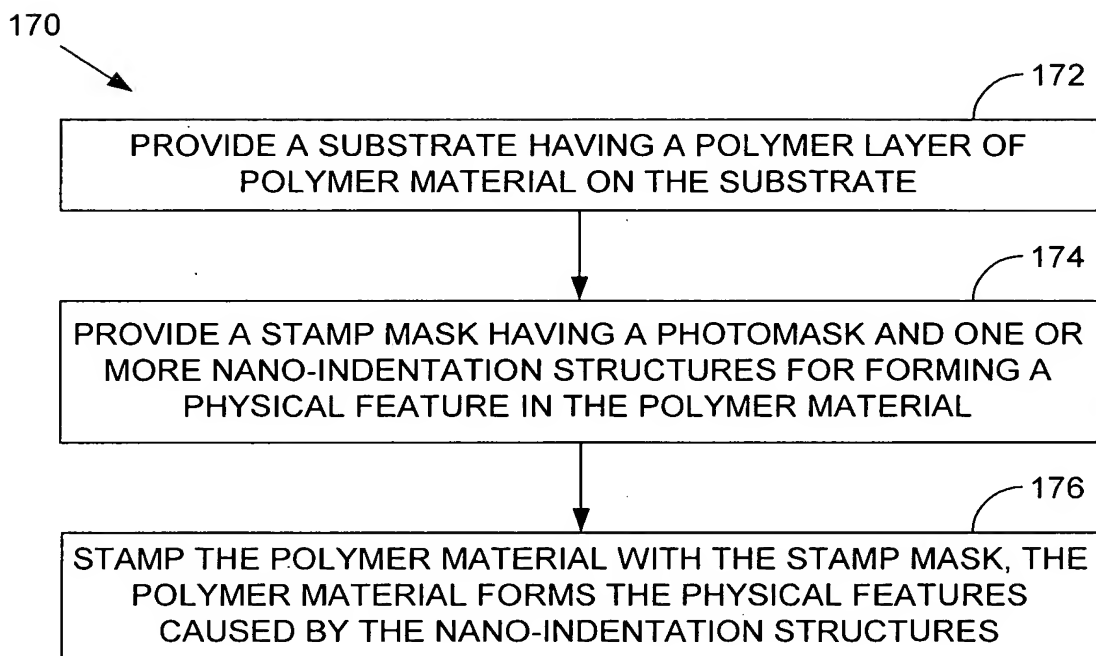 170
172
PROVIDE A SUBSTRATE HAVING A POLYMER LAYER OF
POLYMER MATERIAL ON THE SUBSTRATE
174
PROVIDE A STAMP MASK HAVING A PHOTOMASK AND ONE OR
MORE NANO-INDENTATION STRUCTURES FOR FORMING A
PHYSICAL FEATURE IN THE POLYMER MATERIAL
176
STAMP THE POLYMER MATERIAL WITH THE STAMP MASK, THE
POLYMER MATERIAL FORMS THE PHYSICAL FEATURES
CAUSED BY THE NANO-INDENTATION STRUCTURES